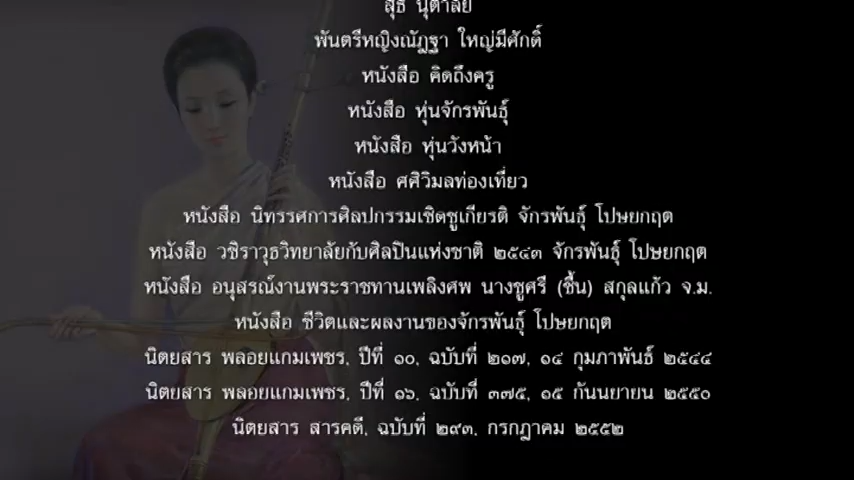 สุธี นุตาลัย
พันตรีหญิงณัฏฐา ใหญ่มีศักดิ์
หนังสือ คิดถึงครู
หนังสือ หุ่นจักรพันธุ์
หนังสือ หุ่นวังหน้า
หนังสือ ศศิวิมลท่องเที่ยว
หนังสือ นิทรรศการศิลปกรรมเชิดชูเกียรติ จักรพันธุ์ โปษยกฤต
หนังสือ วชิราวุธวิทยาลัยกับศิลปินแห่งชาติ ๒๕๔๓ จักรพันธุ์ โปษยกฤต
หนังสือ อนุสรณ์งานพระราชทานเพลิงศพ นางชูศรี (ชื้น) สกุลแก้ว จ.ม.
หนังสือ ชีวิตและผลงานของจักรพันธุ์ โปษยกฤต
นิตยสาร พลอยแกมเพชร, ปีที่ ๑๐, ฉบับที่ ๒๑๗, ๑๔ กุมภาพันธ์ ๒๕๔๔
นิตยสาร พลอยแกมเพชร, ปีที่ ๑๖, ฉบับที่ ๓๗๕, ๑๕ กันนยายน ๒๕๕๐
นิตยสาร สารคดี, ฉบับที่ ๒๙๓, กรกฎาคม ๒๕๕๒